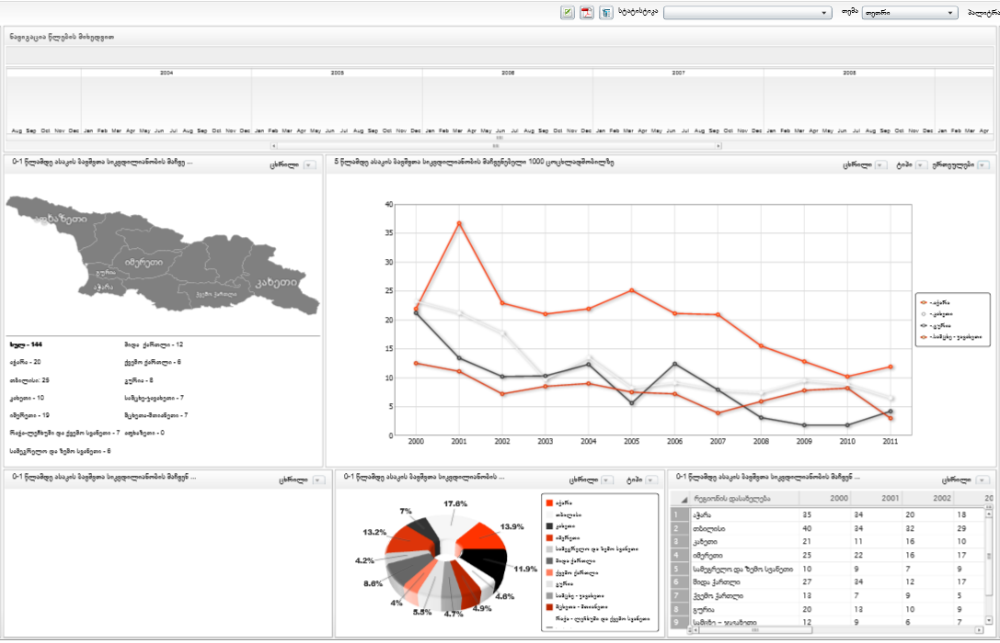 სტატისტიკა
თემა თეთრი
ნავიგაცია წლების მიხედვით
2004 2005 2006 2007 2008
Aug Sep Oct Nov Dec Jan Feb Mar Apr May Jun Jul Aug Sep Oct Nov Dec Jan Feb Mar Apr May Jun Jul Aug Sep Oct Nov Dec Jan Feb Mar Apr May Jun Jul Aug Sep Oct Nov Dec Jan Feb Mar Apr May Jun Jul Aug Sep Oct Nov Dec Jan Feb Mar Apr May Jun Jul Aug Sep Oct Nov Dec Jan Feb Mar Apr
0-1 წლამდე ასაკის ბავშვთა სიკვდილიანობის მაჩვე ...
ცხრილი
აფხაზეთი
იმერეთი
გურია
აჭარა
ქვემო ქართლი
კახეთი
სულ - 144
შიდა ქართლი - 12
აჭარა - 20
ქვემო ქართლი - 6
თბილისი: 25
გურია - 8
კახეთი - 10
სამცხე-ჯავახეთი - 7
იმერეთი - 19
მცხეთა-მთიანეთი - 7
რაჭა-ლეჩხუმი და ქვემო სვანეთი - 7
აფხაზეთი - 0
სამეგრელო და ზემო სვანეთი - 6
5 წლამდე ასაკის ბავშვთა სიკვდილიანობის მაჩვენებელი 1000 ცოცხლადშობილზე
ცხრილი ტიპი ერთეულები
40
35
30
25
20
15
10
5
0
2000 2001 2002 2003 2004 2005 2006 2007 2008 2009 2010 2011
-.აჭარა
-.კახეთი
-.გურია
-.სამცხე - ჯავახეთი
0-1 წლამდე ასაკის ბავშვთა სიკვდილიანობის მაჩვენ ...
ცხრილი
0-1 წლამდე ასაკის ბავშვთა სიკვდილიანობის ...
ცხრილი ტიპი
17.6%
13.9%
11.9%
4.6%
4.9%
4.7%
5.5%
4%
8.6%
4.2%
13.2%
7%
აჭარა
თბილისი
კახეთი
იმერეთი
სამეგრელო და ზემო სვანეთი
შიდა ქართლი
ქვემო ქართლი
გურია
სამცხე - ჯავახეთი
მცხეთა - მთიანეთი
რაჭა - ლეჩხუმი და ქვემო სვანეთი
0-1 წლამდე ასაკის ბავშვთა სიკვდილიანობის მაჩვენ ...
ცხრილი
რეგიონის დასახელება 2000 2001 2002 20
1 აჭარა 35 34 20 18
2 თბილისი 40 34 32 29
3 კახეთი 21 11 16 10
4 იმერეთი 25 22 16 17
5 სამეგრელო და ზემო სვანეთი 10 9 7 9
6 შიდა ქართლი 27 34 12 17
7 ქვემო ქართლი 13 7 9 5
8 გურია 20 13 10 9
9 სამცხე - ჯავახეთი 12 9 6 7